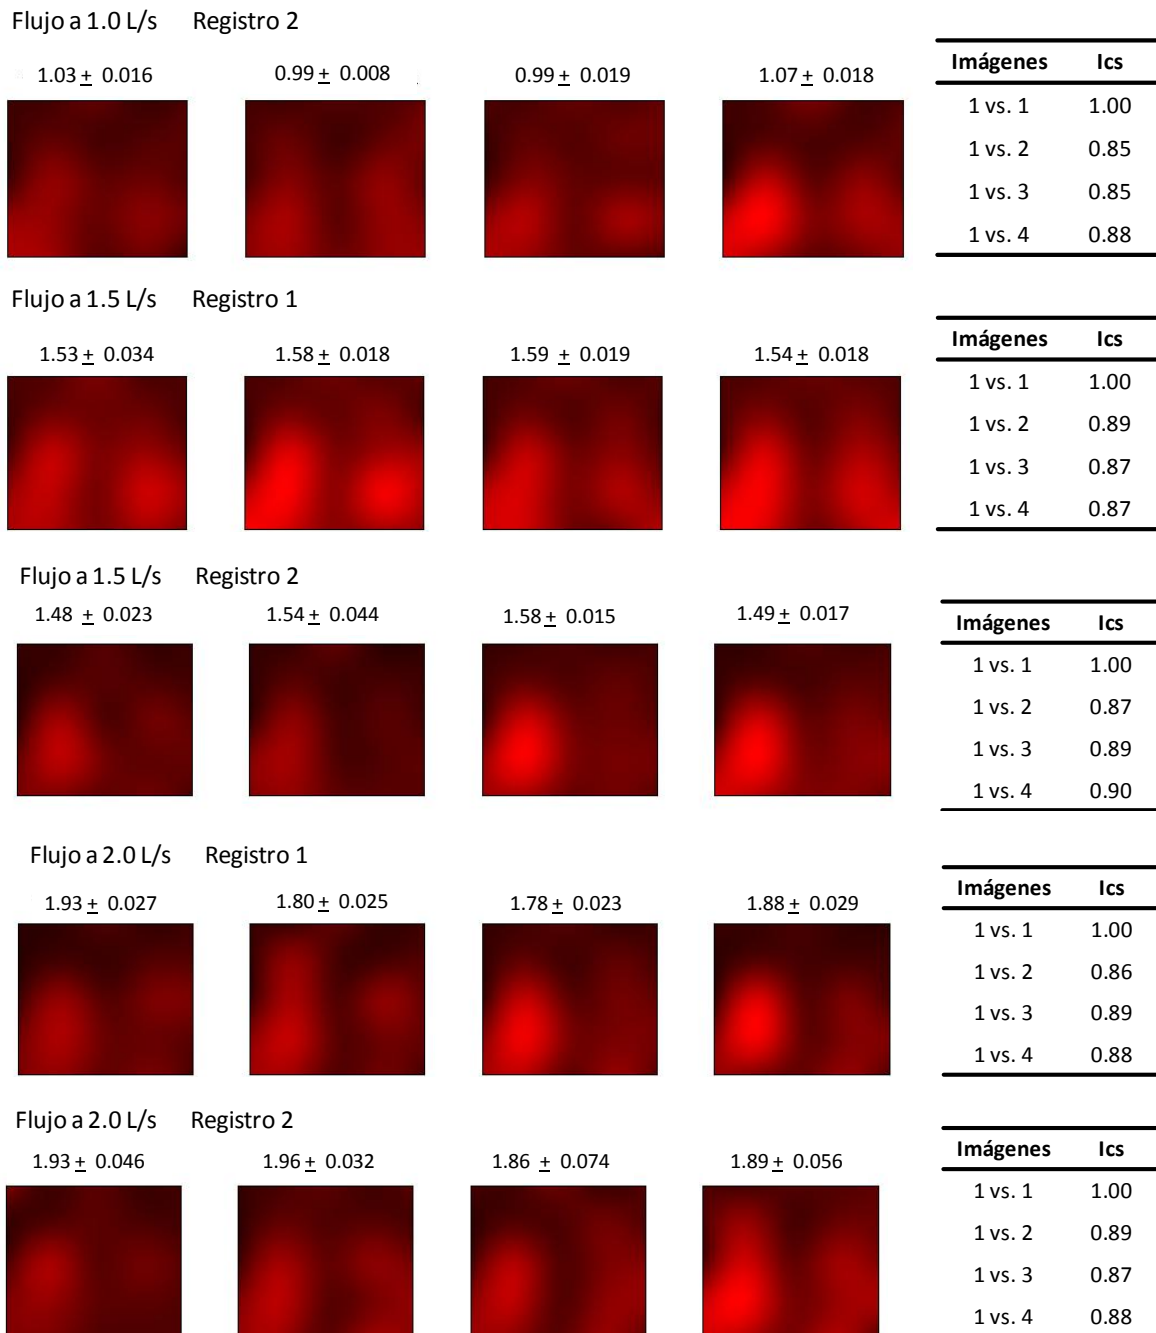 Flujo a 1.0 L/s Registro 2
1.03 ± 0.016 0.99 ± 0.008 0.99 ± 0.019 1.07 ± 0.018
Imágenes Ics
1 vs. 1 1.00
1 vs. 2 0.85
1 vs. 3 0.85
1 vs. 4 0.88
Flujo a 1.5 L/s Registro 1
1.53 ± 0.034 1.58 ± 0.018 1.59 ± 0.019 1.54 ± 0.018
Imágenes Ics
1 vs. 1 1.00
1 vs. 2 0.89
1 vs. 3 0.87
1 vs. 4 0.87
Flujo a 1.5 L/s Registro 2
1.48 ± 0.023 1.54 ± 0.044 1.58 ± 0.015 1.49 ± 0.017
Imágenes Ics
1 vs. 1 1.00
1 vs. 2 0.87
1 vs. 3 0.89
1 vs. 4 0.90
Flujo a 2.0 L/s Registro 1
1.93 ± 0.027 1.80 ± 0.025 1.78 ± 0.023 1.88 ± 0.029
Imágenes Ics
1 vs. 1 1.00
1 vs. 2 0.86
1 vs. 3 0.89
1 vs. 4 0.88
Flujo a 2.0 L/s Registro 2
1.93 ± 0.046 1.96 ± 0.032 1.86 ± 0.074 1.89 ± 0.056
Imágenes Ics
1 vs. 1 1.00
1 vs. 2 0.89
1 vs. 3 0.87
1 vs. 4 0.88